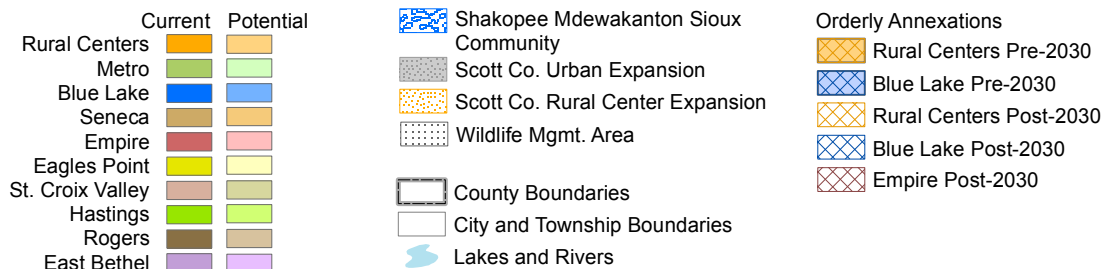 Current Potential
Rural Centers
Metro
Blue Lake
Seneca
Empire
Eagles Point
St. Croix Valley
Hastings
Rogers
East Bethel
Shakopee Mdewakanton Sioux
Community
Scott Co. Urban Expansion
Scott Co. Rural Center Expansion
Wildlife Mgmt. Area
County Boundaries
City and Township Boundaries
Lakes and Rivers
Orderly Annexations
Rural Centers Pre-2030
Blue Lake Pre-2030
Rural Centers Post-2030
Blue Lake Post-2030
Empire Post-2030